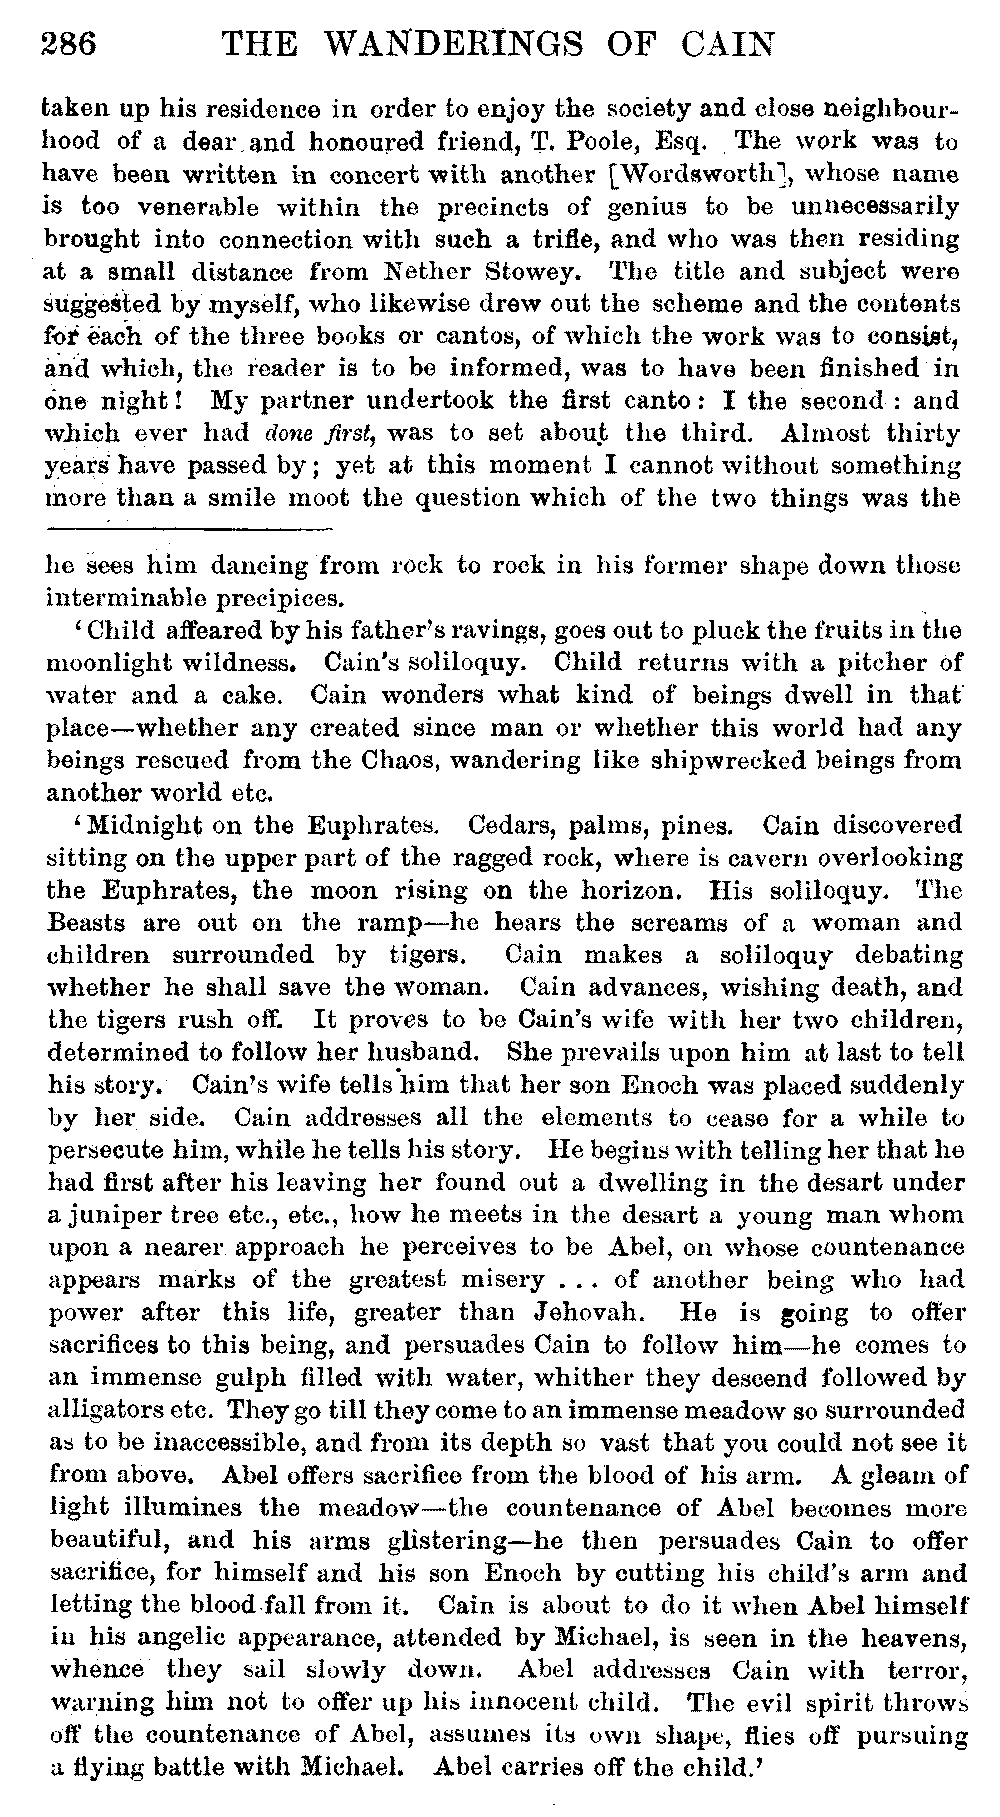 286 THE WANDERINGS OF CAIN
taken up his residence in order to enjoy the society and close neighbour-
hood of a dear and honoured friend, T. Poole, Esq. The work was to
have been written in concert with another [Wordsworth], whose name
is too venerable within the precincts of genius to be unnecessarily
brought into connection with such a trifle, and who was then residing
at a small distance from Nether Stowey. The title and subject were
suggested by myself, who likewise drew out the scheme and the contents
for each of the three books or cantos, of which the work was to consist,
and which, the reader is to be informed, was to have been finished in
one night! My partner undertook the first canto: I the second: and
which ever had done first, was to set about the third. Almost thirty
years have passed by; yet at this moment I cannot without something
more than a smile moot the question which of the two things was the
he sees him dancing from rock to rock in his former shape down those
interminable precipices.
‘Child affeared by his father's ravings, goes out to pluck the fruits in the
moonlight wildness. Cain's soliloquy. Child returns with a pitcher of
water and a cake. Cain wonders what kind of beings dwell in that
place—whether any created since man or whether this world had any
beings rescued from the Chaos, wandering like shipwrecked beings from
another world etc.
‘Midnight on the Euphrates. Cedars, palms, pines. Cain discovered
sitting on the upper part of the ragged rock, where is cavern overlooking
the Euphrates, the moon rising on the horizon. His soliloquy. The
Beasts are out on the ramp—he hears the screams of a woman and
children surrounded by tigers. Cain makes a soliloquy debating
whether he shall save the woman. Cain advances, wishing death, and
the tigers rush off. It proves to be Cain's wife with her two children,
determined to follow her husband. She prevails upon him at last to tell
his story. Cain's wife tells him that her son Enoch was placed suddenly
by her side. Cain addresses all the elements to cease for a while to
persecute him, while he tells his story. He begins with telling her that he
had first after his leaving her found out a dwelling in the desart under
a juniper tree etc., etc., how he meets in the desart a young man whom
upon a nearer approach he perceives to be Abel, on whose countenance
appears marks of the greatest misery ... of another being who had
power after this life, greater than Jehovah. He is going to offer
sacrifices to this being, and persuades Cain to follow him—he comes to
an immense gulph filled with water, whither they descend followed by
alligators etc. They go till they come to an immense meadow so surrounded
as to be inaccessible, and from its depth so vast that you could not see it
from above. Abel offers sacrifice from the blood of his arm. A gleam of
light illumines the meadow—the countenance of Abel becomes more
beautiful, and his arms glistering—he then persuades Cain to offer
sacrifice, for himself and his son Enoch by cutting his child's arm and
letting the blood fall from it. Cain is about to do it when Abel himself
in his angelic appearance, attended by Michael, is seen in the heavens,
whence they sail slowly down. Abel addresses Cain with terror,
warning him not to offer up his innocent child. The evil spirit throws
off the countenance of Abel, assumes its own shape, flies off pursuing
a flying battle with Michael. Abel carries off the child.’